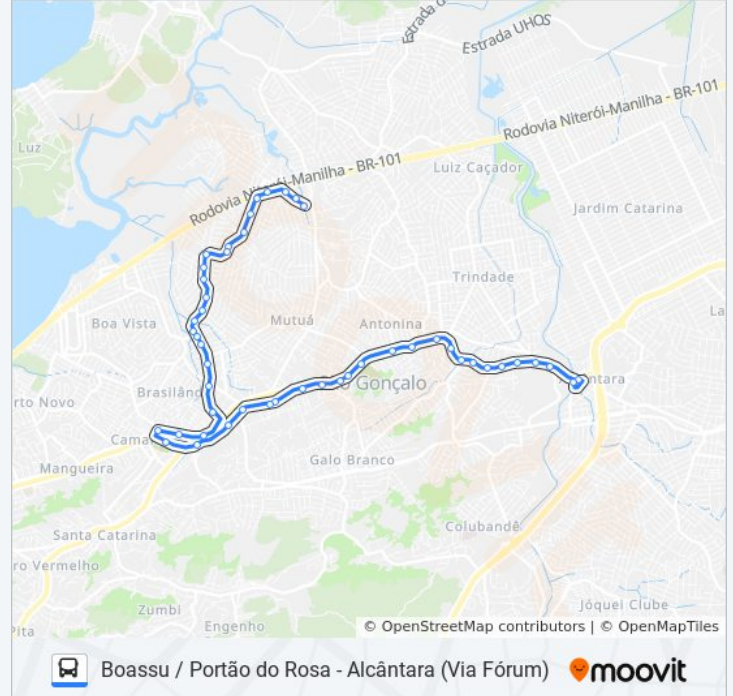 Estrada UHOS
Rodovia Niterói-Manilha - BR-101
Luz
Rodovia Niterói-Manilha - BR-101
Luiz Caçador
Jardim Catarina
Trindade
Boa Vista
Mutuá
Antonina
Gonçalo
Galo Branco
Mangueira
Santa Catarina
Colubandê
Zumbi
Engenho
Jóquel Clube
© OpenStreetMap contributors | © OpenMapTiles
Boassu / Portão do Rosa - Alcântara (Via Fórum)
moovit